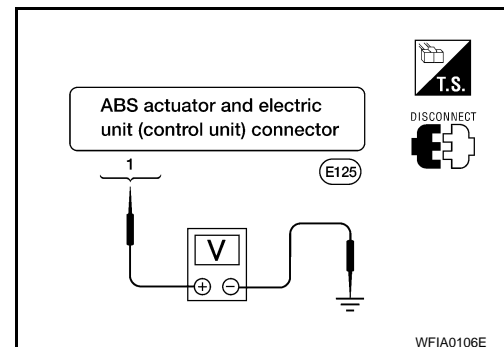 T.S.
DISCONNECT
ABS actuator and electric
unit (control unit) connector
1
E125
V
+ −
WFIA0106E